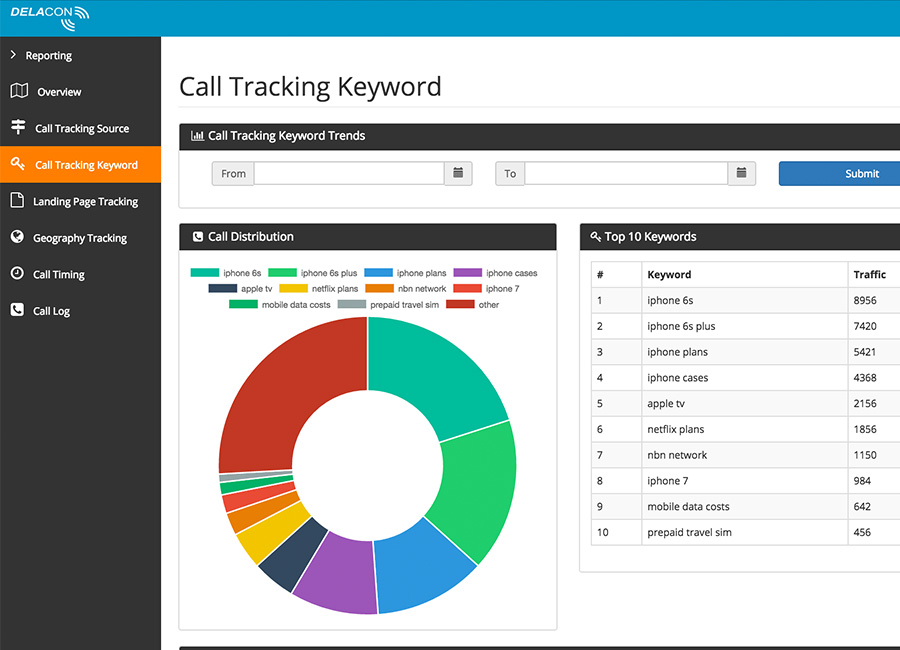 DELACON
Reporting
Overview
Call Tracking Source
Call Tracking Keyword
Landing Page Tracking
Geography Tracking
Call Timing
Call Log
Call Tracking Keyword
Call Tracking Keyword Trends
From To Submit
Call Distribution
iphone 6s iphone 6s plus iphone plans iphone cases
apple tv netflix plans nbn network iphone 7
mobile data costs prepaid travel sim other
Top 10 Keywords
# Keyword Traffic
1 iphone 6s 8956
2 iphone 6s plus 7420
3 iphone plans 5421
4 iphone cases 4368
5 apple tv 2156
6 netflix plans 1856
7 nbn network 1150
8 iphone 7 984
9 mobile data costs 642
10 prepaid travel sim 456